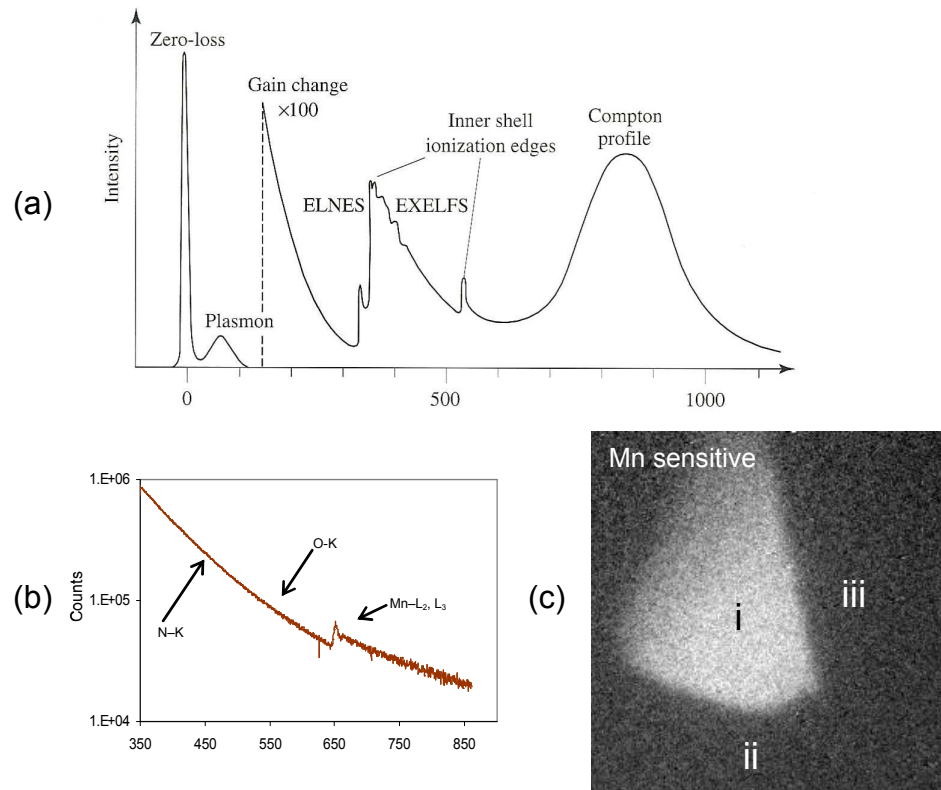 (a)
Zero-loss
Gain change
×100
Inner shell
ionization edges
Compton
profile
Intensity
ELNES
EXELFS
Plasmon
0
500
1000
(b)
1.E+06
1.E+05
1.E+04
Counts
O-K
N–K
Mn–L₂, L₃
350
450
550
650
750
850
(c)
Mn sensitive
i
ii
iii